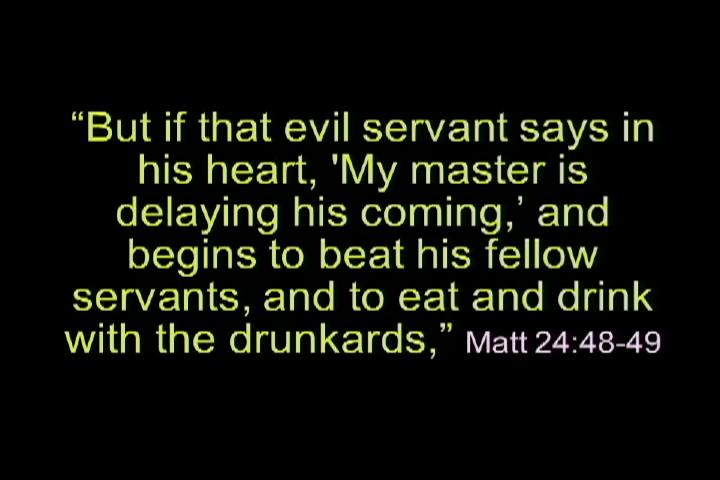 “But if that evil servant says in
his heart, 'My master is
delaying his coming,’ and
begins to beat his fellow
servants, and to eat and drink
with the drunkards,” Matt 24:48-49